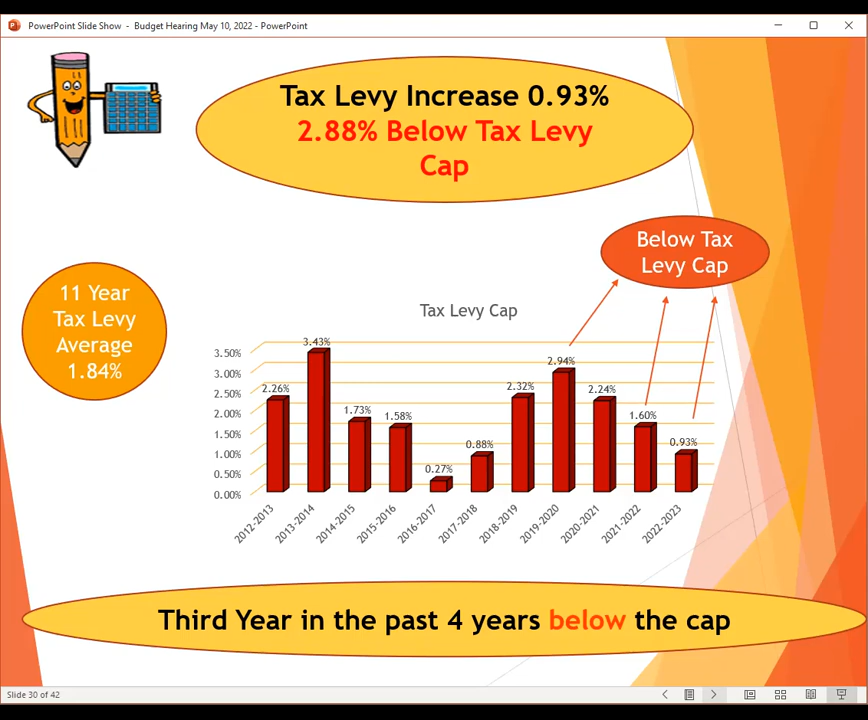 PowerPoint Slide Show - Budget Hearing May 10, 2022 - PowerPoint
Tax Levy Increase 0.93%
2.88% Below Tax Levy
Cap
Below Tax
Levy Cap
11 Year
Tax Levy
Average
1.84%
Tax Levy Cap
3.50%
3.00%
2.50%
2.00%
1.50%
1.00%
0.50%
0.00%
2.26%
3.43%
1.73%
1.58%
0.27%
0.88%
2.32%
2.94%
2.24%
1.60%
0.93%
2012-2013
2013-2014
2014-2015
2015-2016
2016-2017
2017-2018
2018-2019
2019-2020
2020-2021
2021-2022
2022-2023
Third Year in the past 4 years below the cap
Slide 30 of 42